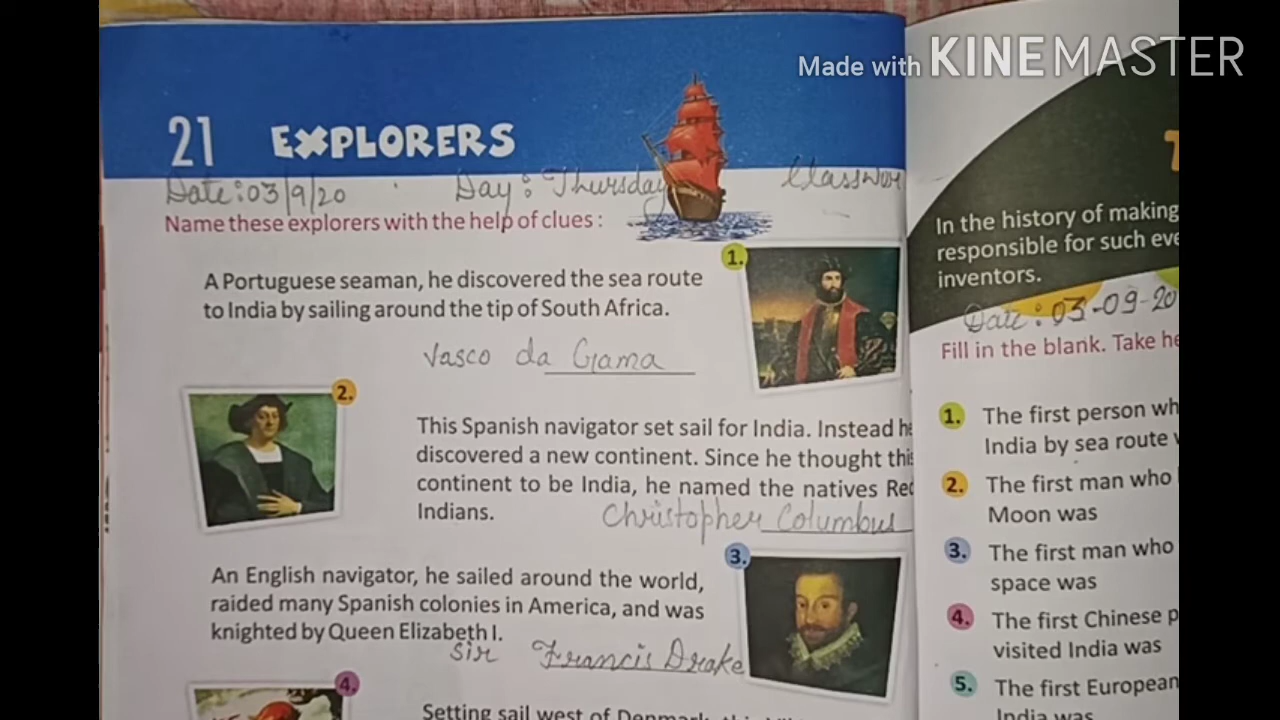 Made with KINEMASTER
21 EXPLORERS
Date: 03/9/20 Day: Thursday
Name these explorers with the help of clues :
1.
A Portuguese seaman, he discovered the sea route
to India by sailing around the tip of South Africa.
Vasco da Gama
2.
This Spanish navigator set sail for India. Instead he
discovered a new continent. Since he thought this
continent to be India, he named the natives Red
Indians.
Christopher Columbus
3.
An English navigator, he sailed around the world,
raided many Spanish colonies in America, and was
knighted by Queen Elizabeth I.
Sir Francis Drake
4.
Setting sail west of Denmark, this
In the history of making
responsible for such eve
inventors.
Date: 03-09-20
Fill in the blank. Take he
1. The first person wh
India by sea route
2. The first man who
Moon was
3. The first man who
space was
4. The first Chinese p
visited India was
5. The first European
India was